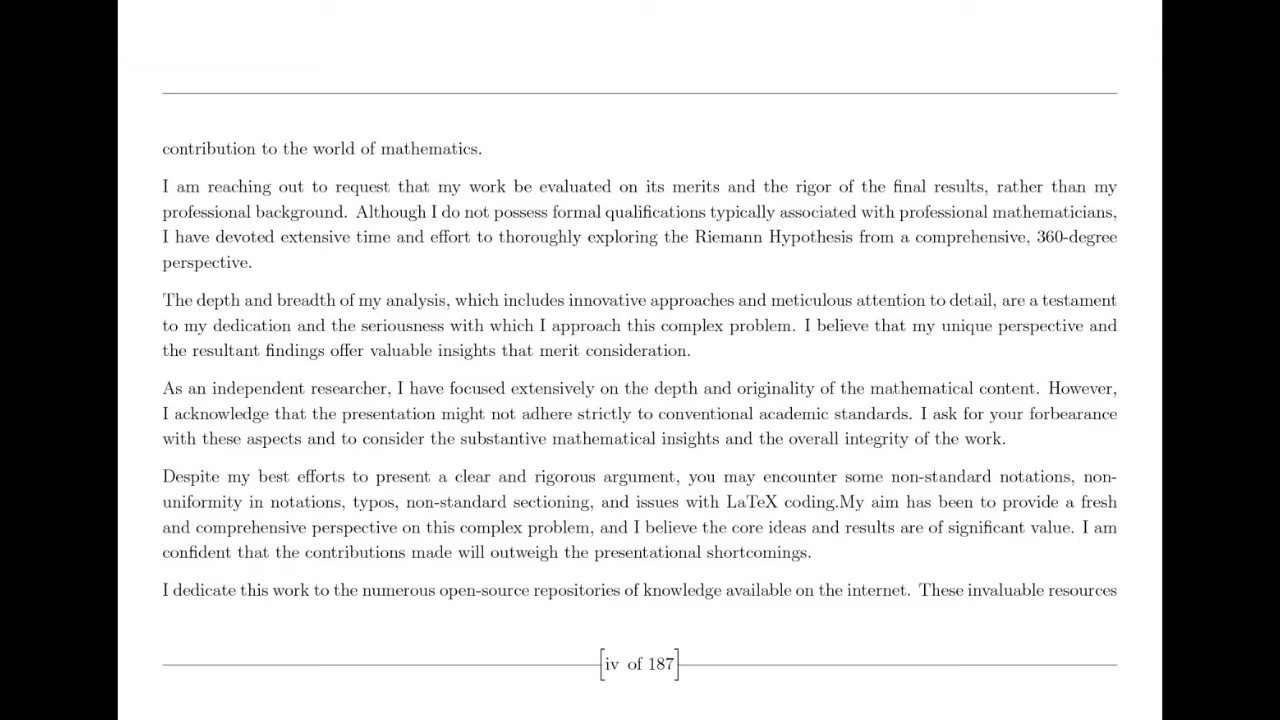 contribution to the world of mathematics.
I am reaching out to request that my work be evaluated on its merits and the rigor of the final results, rather than my
professional background. Although I do not possess formal qualifications typically associated with professional mathematicians,
I have devoted extensive time and effort to thoroughly exploring the Riemann Hypothesis from a comprehensive, 360-degree
perspective.
The depth and breadth of my analysis, which includes innovative approaches and meticulous attention to detail, are a testament
to my dedication and the seriousness with which I approach this complex problem. I believe that my unique perspective and
the resultant findings offer valuable insights that merit consideration.
As an independent researcher, I have focused extensively on the depth and originality of the mathematical content. However,
I acknowledge that the presentation might not adhere strictly to conventional academic standards. I ask for your forbearance
with these aspects and to consider the substantive mathematical insights and the overall integrity of the work.
Despite my best efforts to present a clear and rigorous argument, you may encounter some non-standard notations, non-
uniformity in notations, typos, non-standard sectioning, and issues with LaTeX coding.My aim has been to provide a fresh
and comprehensive perspective on this complex problem, and I believe the core ideas and results are of significant value. I am
confident that the contributions made will outweigh the presentational shortcomings.
I dedicate this work to the numerous open-source repositories of knowledge available on the internet. These invaluable resources
iv of 187